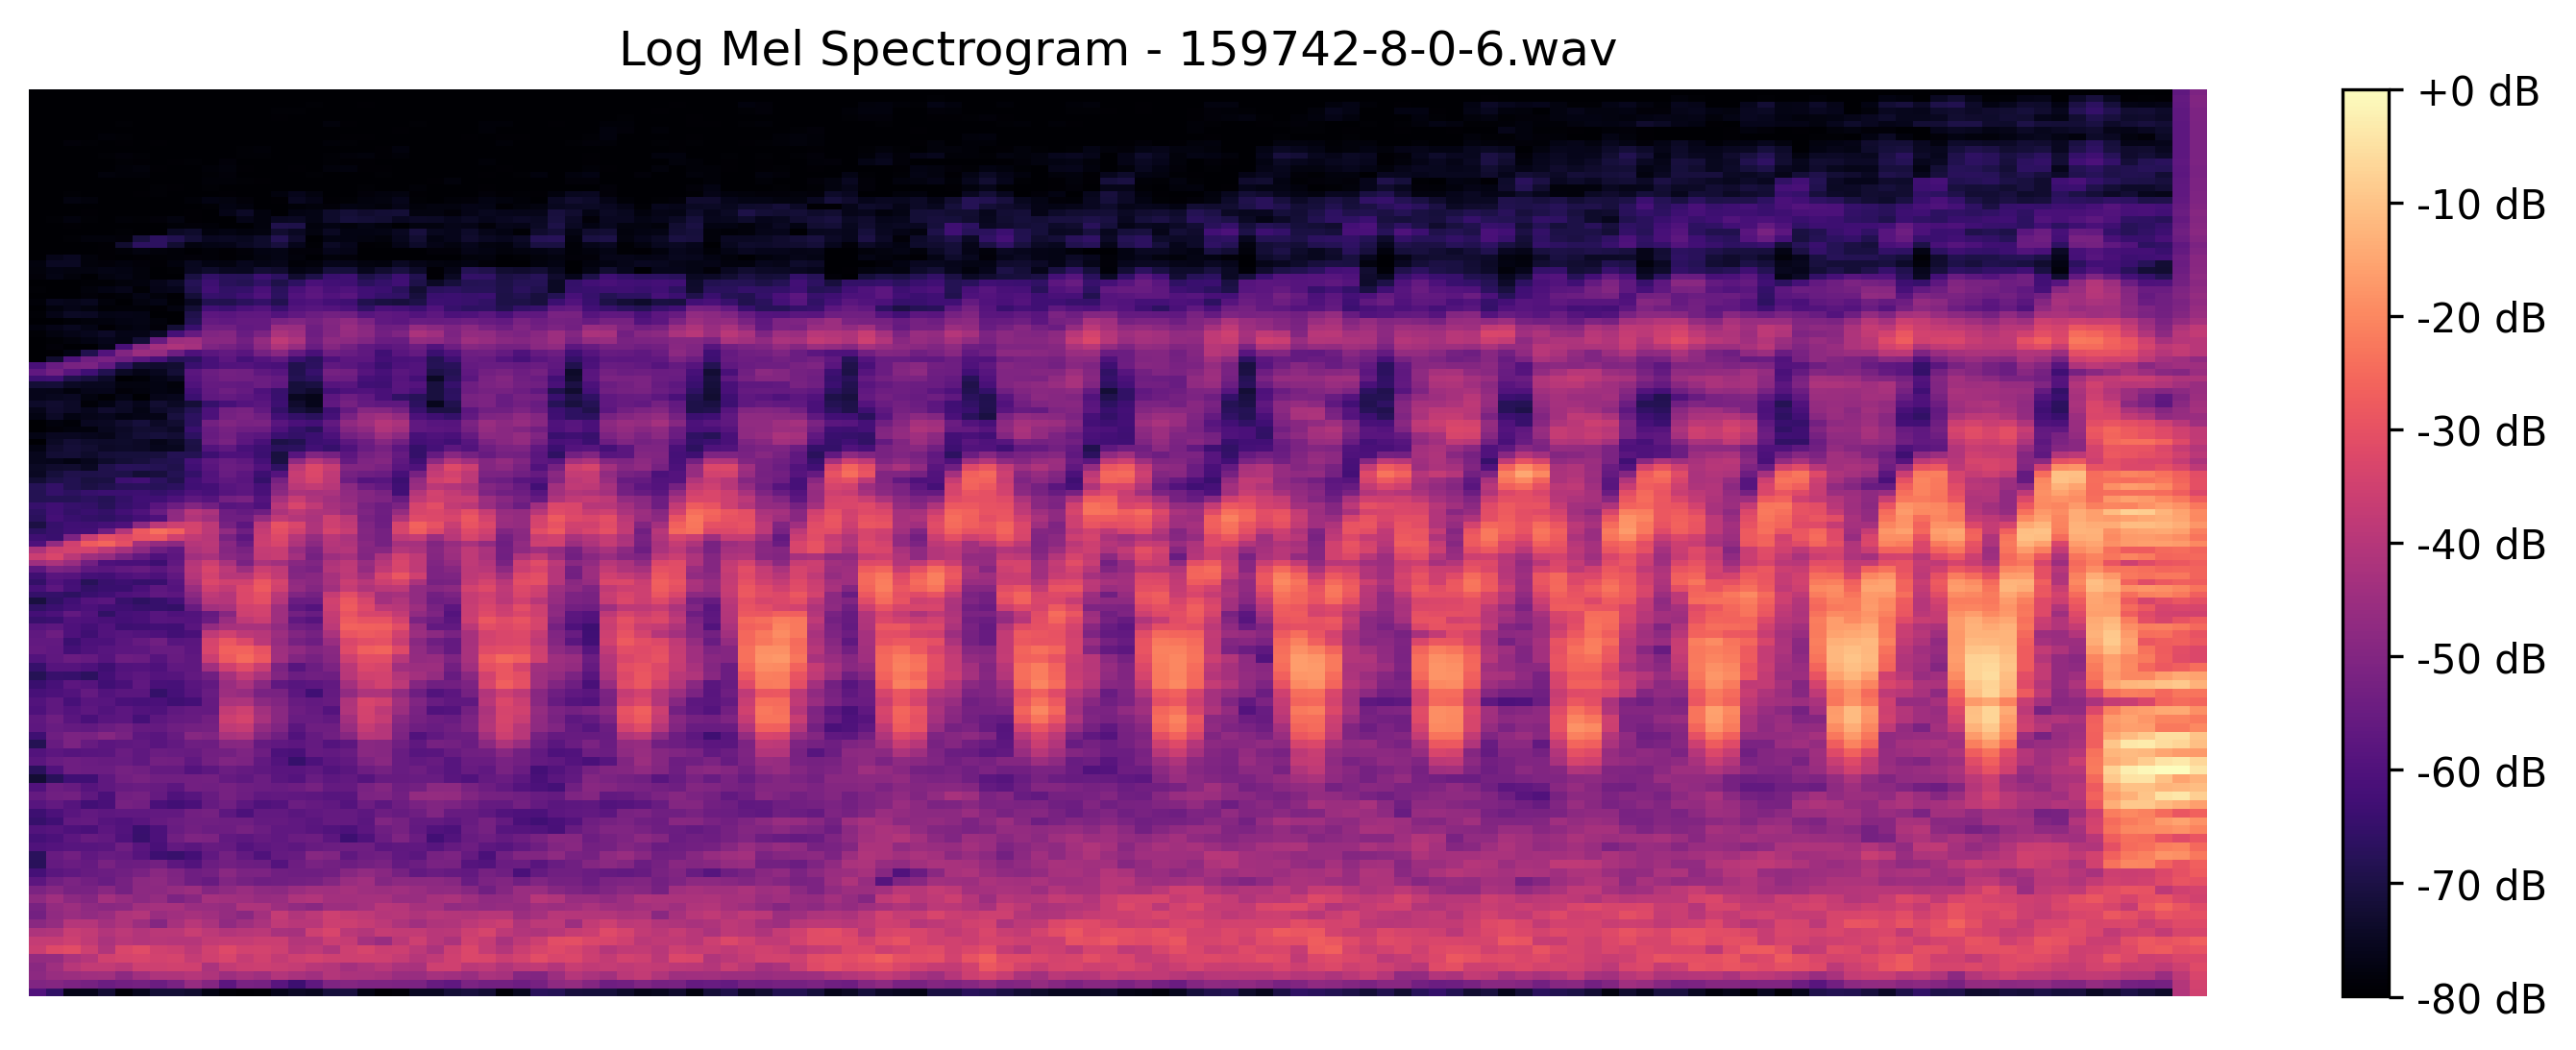 Log Mel Spectrogram - 159742-8-0-6.wav
+0 dB
-10 dB
-20 dB
-30 dB
-40 dB
-50 dB
-60 dB
-70 dB
-80 dB